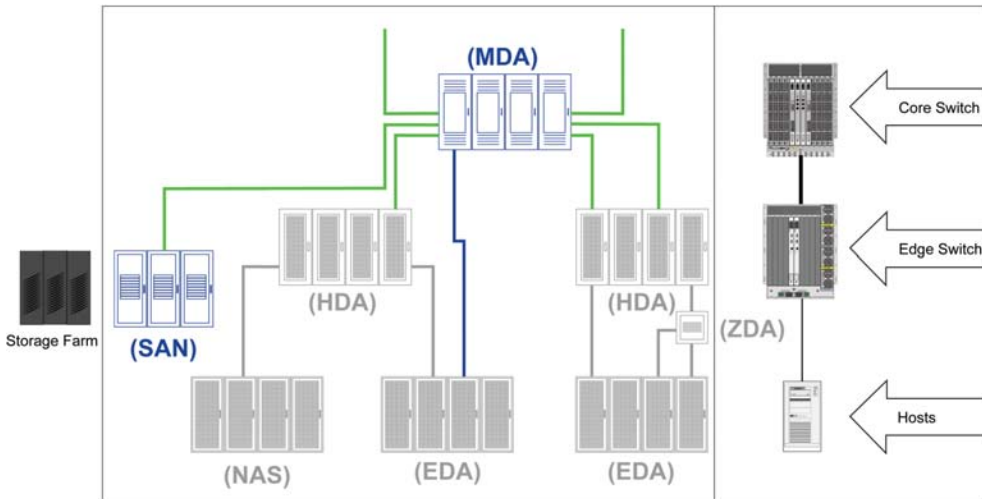 (MDA)
Core Switch
(HDA)
(HDA)
Edge Switch
Storage Farm
(SAN)
(ZDA)
(NAS)
(EDA)
(EDA)
Hosts